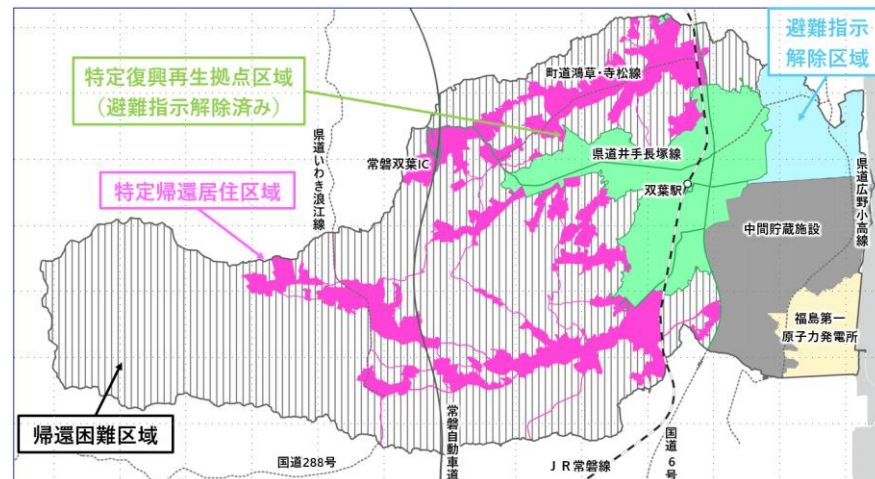 避難指示
解除区域
特定復興再生拠点区域
（避難指示解除済み）
町道鴻草・寺松線
県道いわき浪江線
常磐双葉IC
県道井手長塚線
特定帰還居住区域
双葉駅
県道広野小高線
中間貯蔵施設
福島第一
原子力発電所
帰還困難区域
国道288号
常磐自動車道
ＪＲ常磐線
国道6号